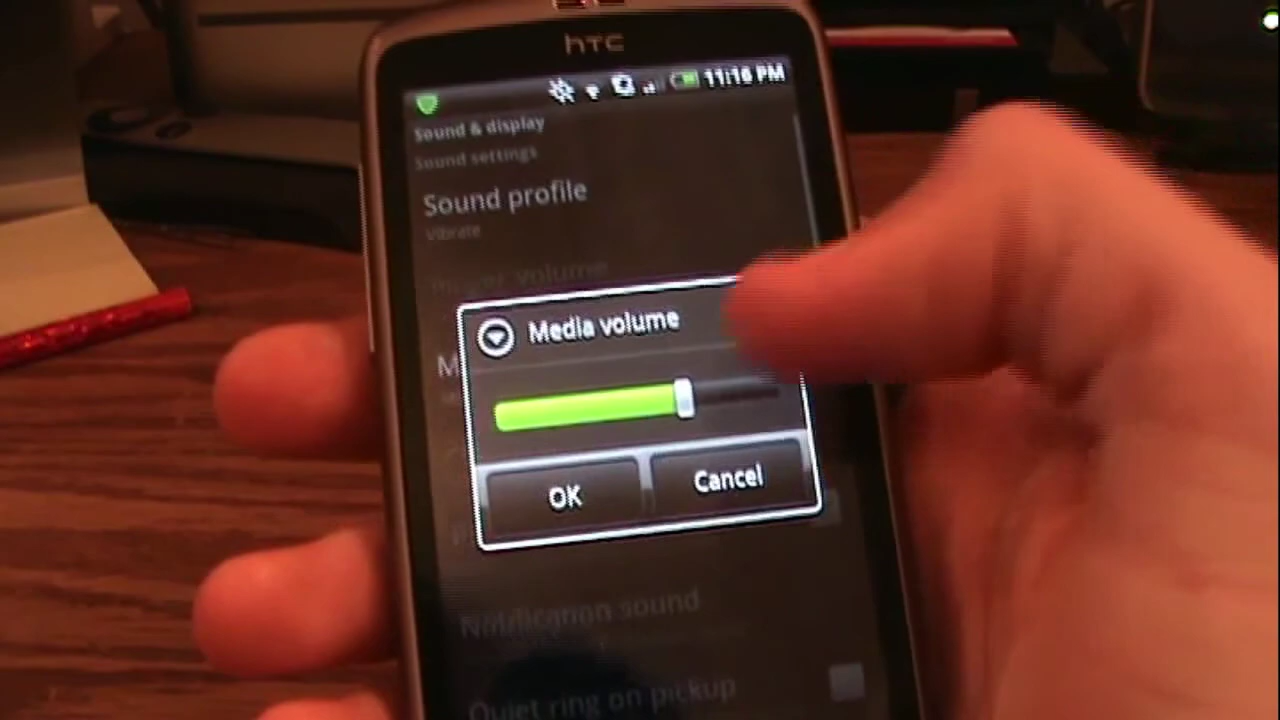 hTC
11:16 PM
Sound & display
Sound settings
Sound profile
Vibrate
volume
Media volume
OK
Cancel
Notification sound
Quiet ring on pickup